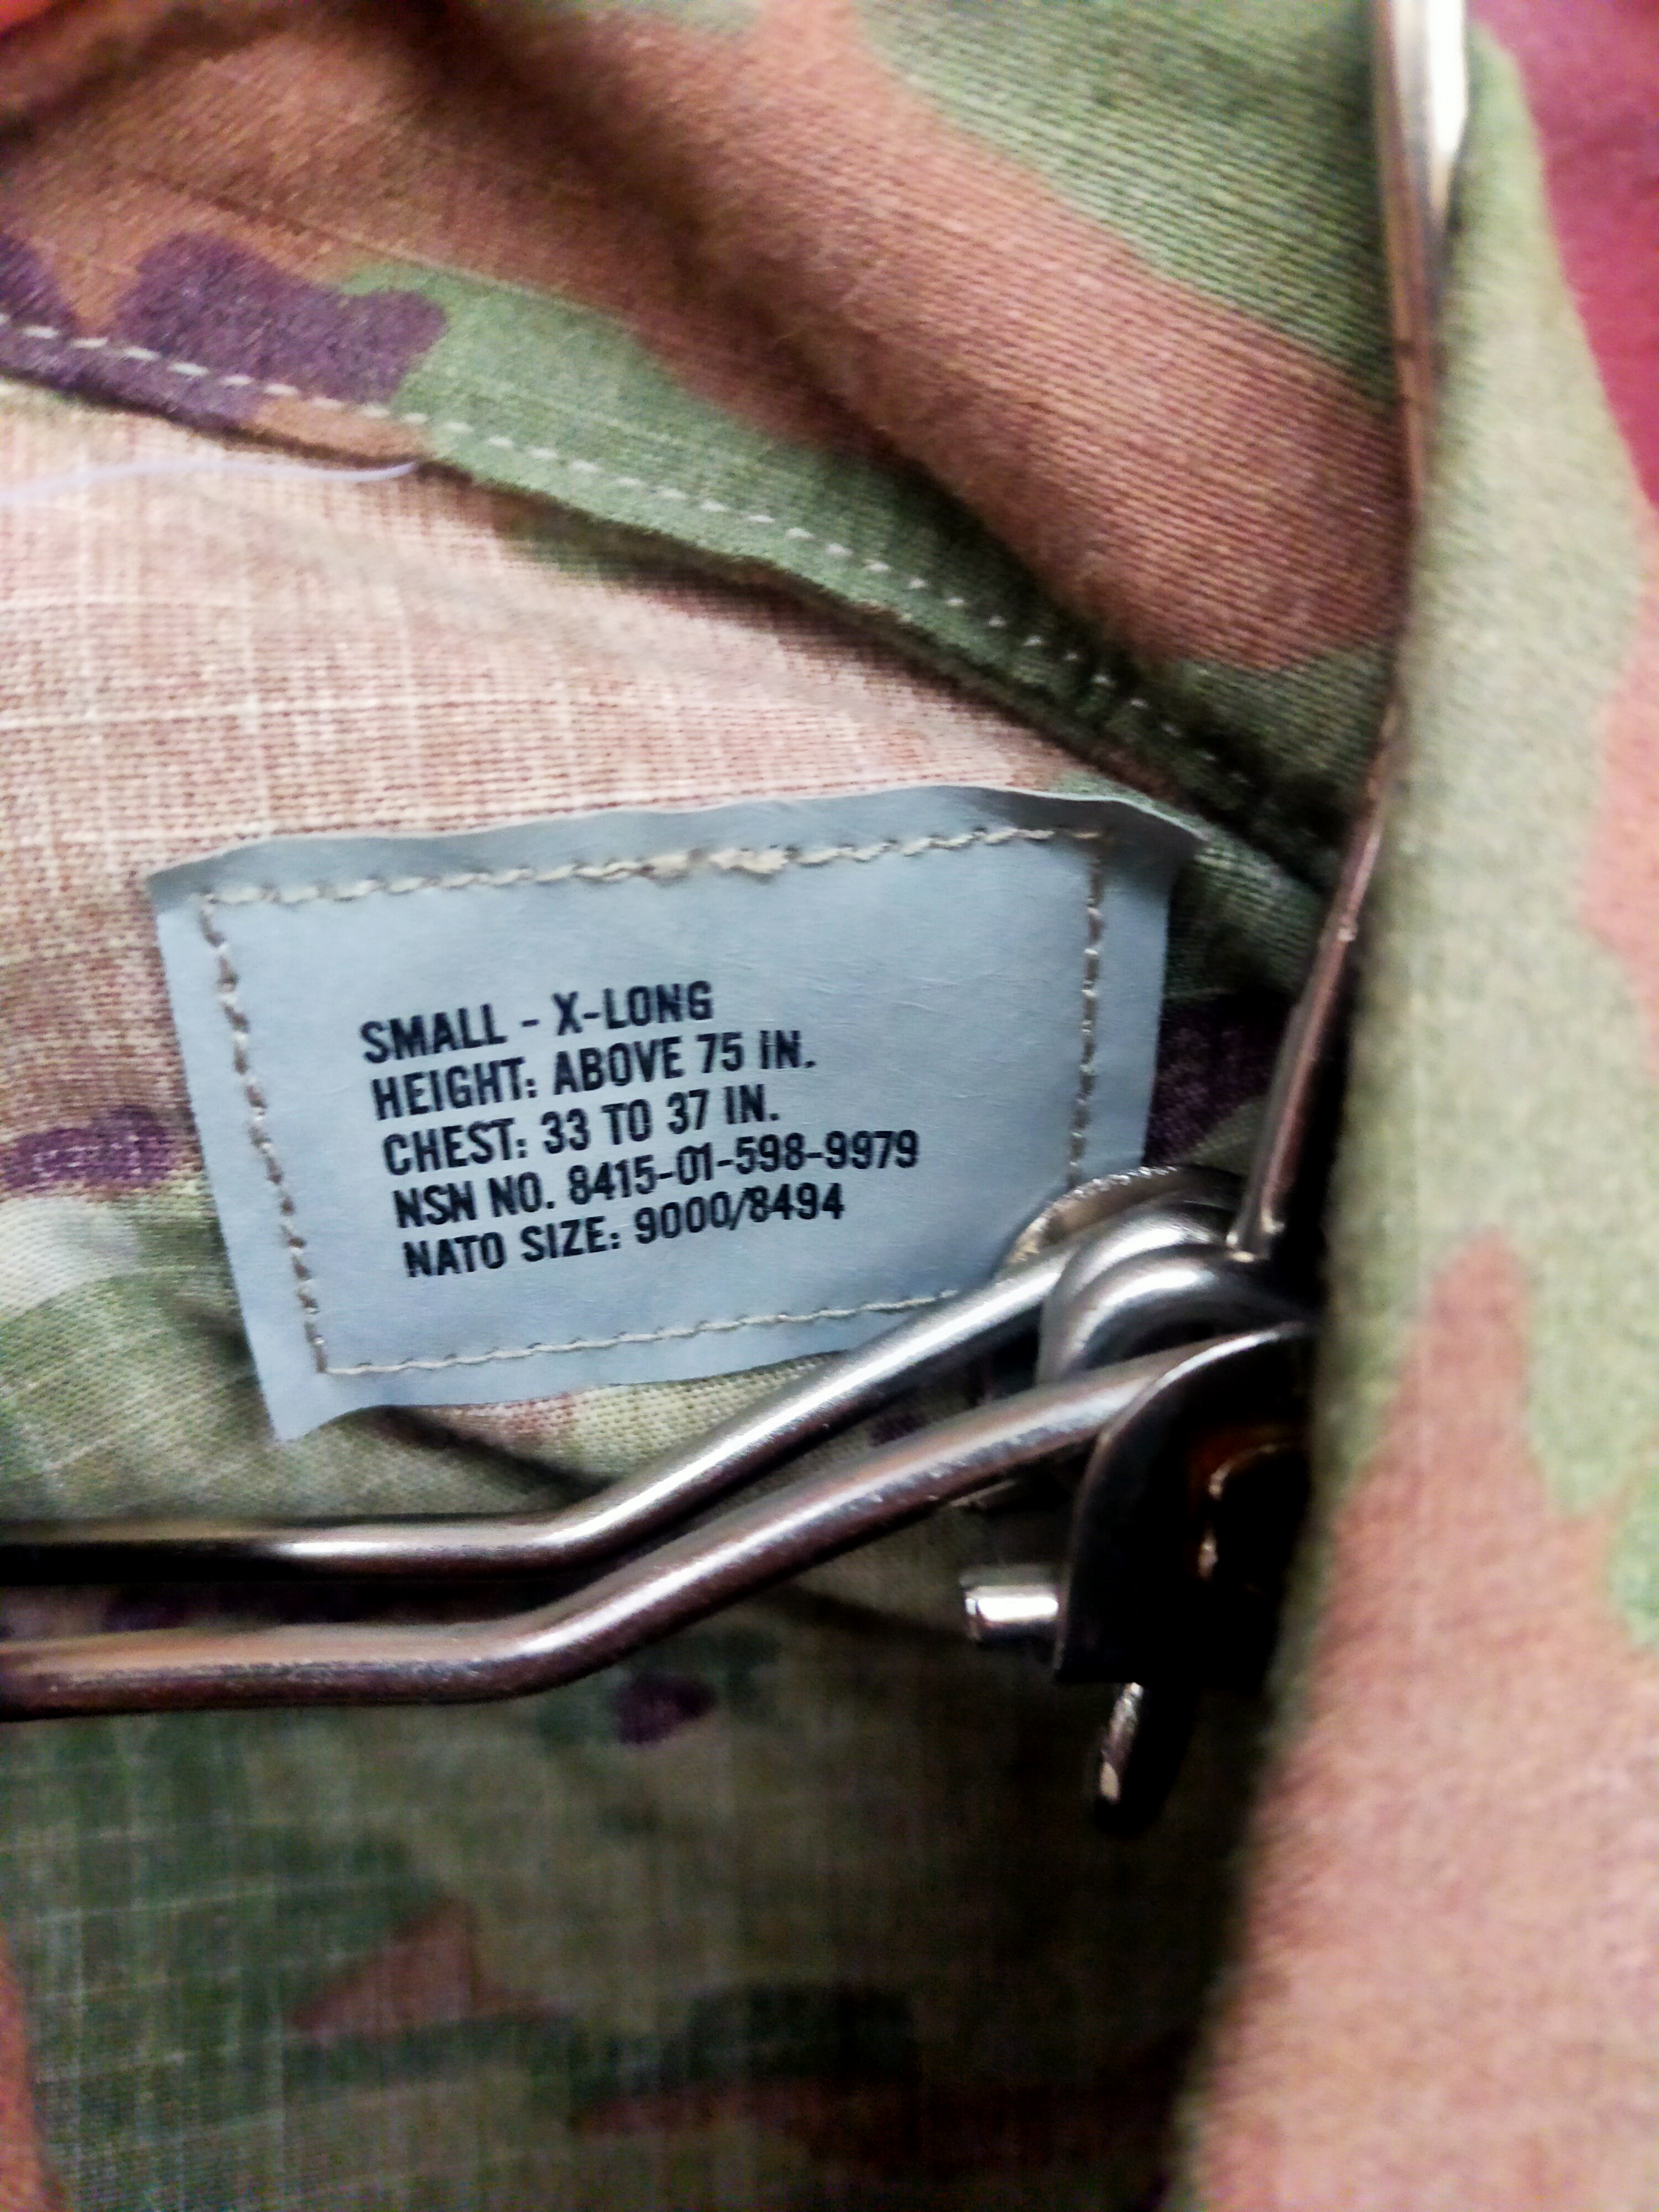 SMALL - X-LONG
HEIGHT: ABOVE 75 IN.
CHEST: 33 TO 37 IN.
NSN NO. 8415-01-598-9979
NATO SIZE: 9000/8494